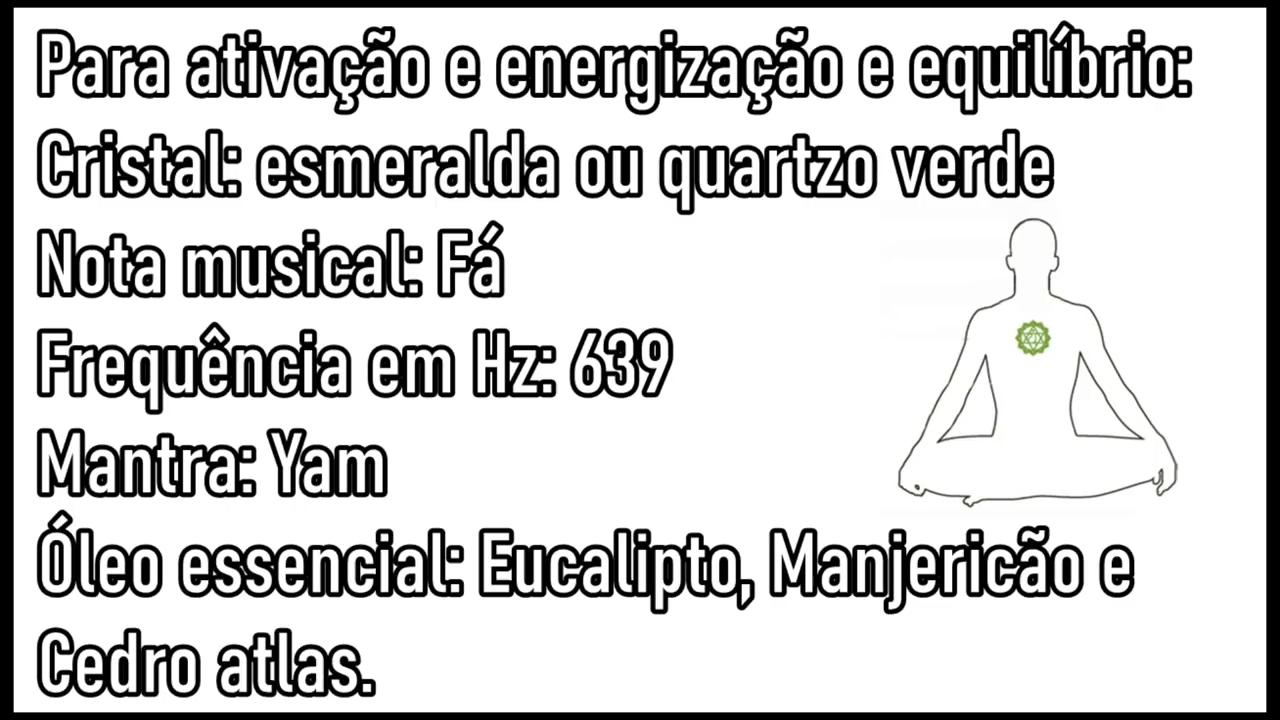 Para ativação e energização e equilíbrio:
Cristal: esmeralda ou quartzo verde
Nota musical: Fá
Frequência em Hz: 639
Mantra: Yam
Óleo essencial: Eucalipto, Manjericão e
Cedro atlas.